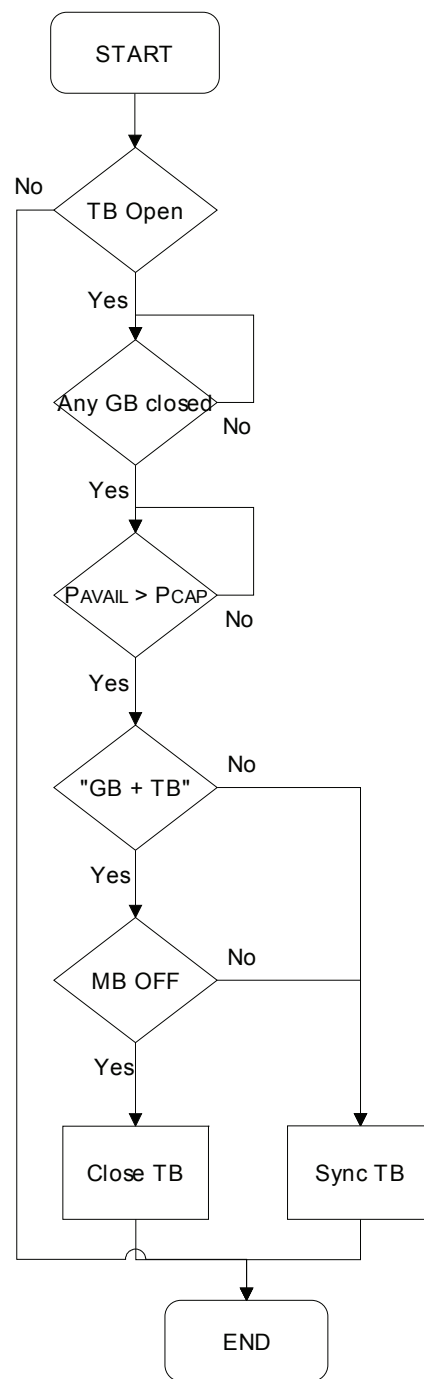 START
No
TB Open
Yes
Any GB closed
No
Yes
PAVAIL > PCAP
No
Yes
"GB + TB"
No
Yes
MB OFF
No
Yes
Close TB
Sync TB
END